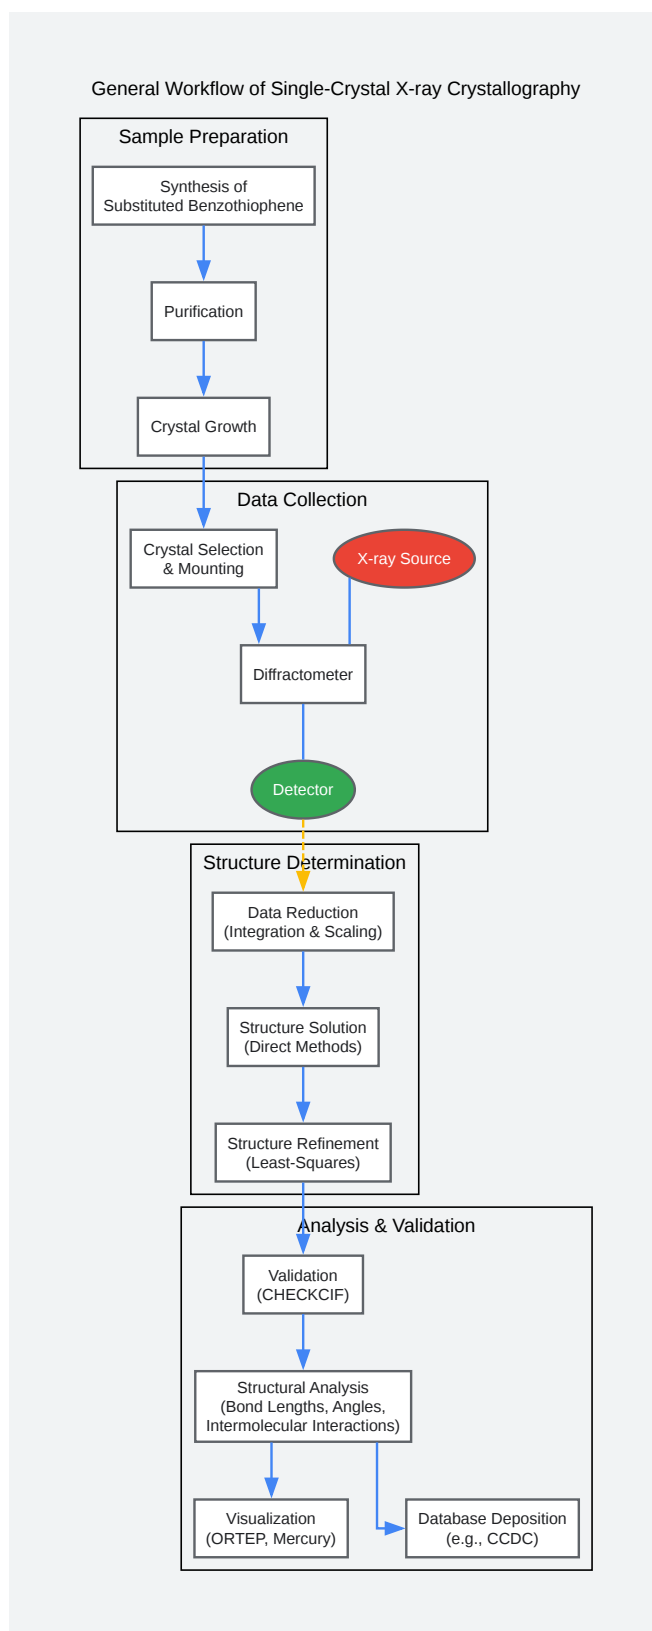 General Workflow of Single-Crystal X-ray Crystallography
Sample Preparation
Synthesis of
Substituted Benzothiophene
Purification
Crystal Growth
Data Collection
Crystal Selection
& Mounting
X-ray Source
Diffractometer
Detector
Structure Determination
Data Reduction
(Integration & Scaling)
Structure Solution
(Direct Methods)
Structure Refinement
(Least-Squares)
Analysis & Validation
Validation
(CHECKCIF)
Structural Analysis
(Bond Lengths, Angles,
Intermolecular Interactions)
Visualization
(ORTEP, Mercury)
Database Deposition
(e.g., CCDC)